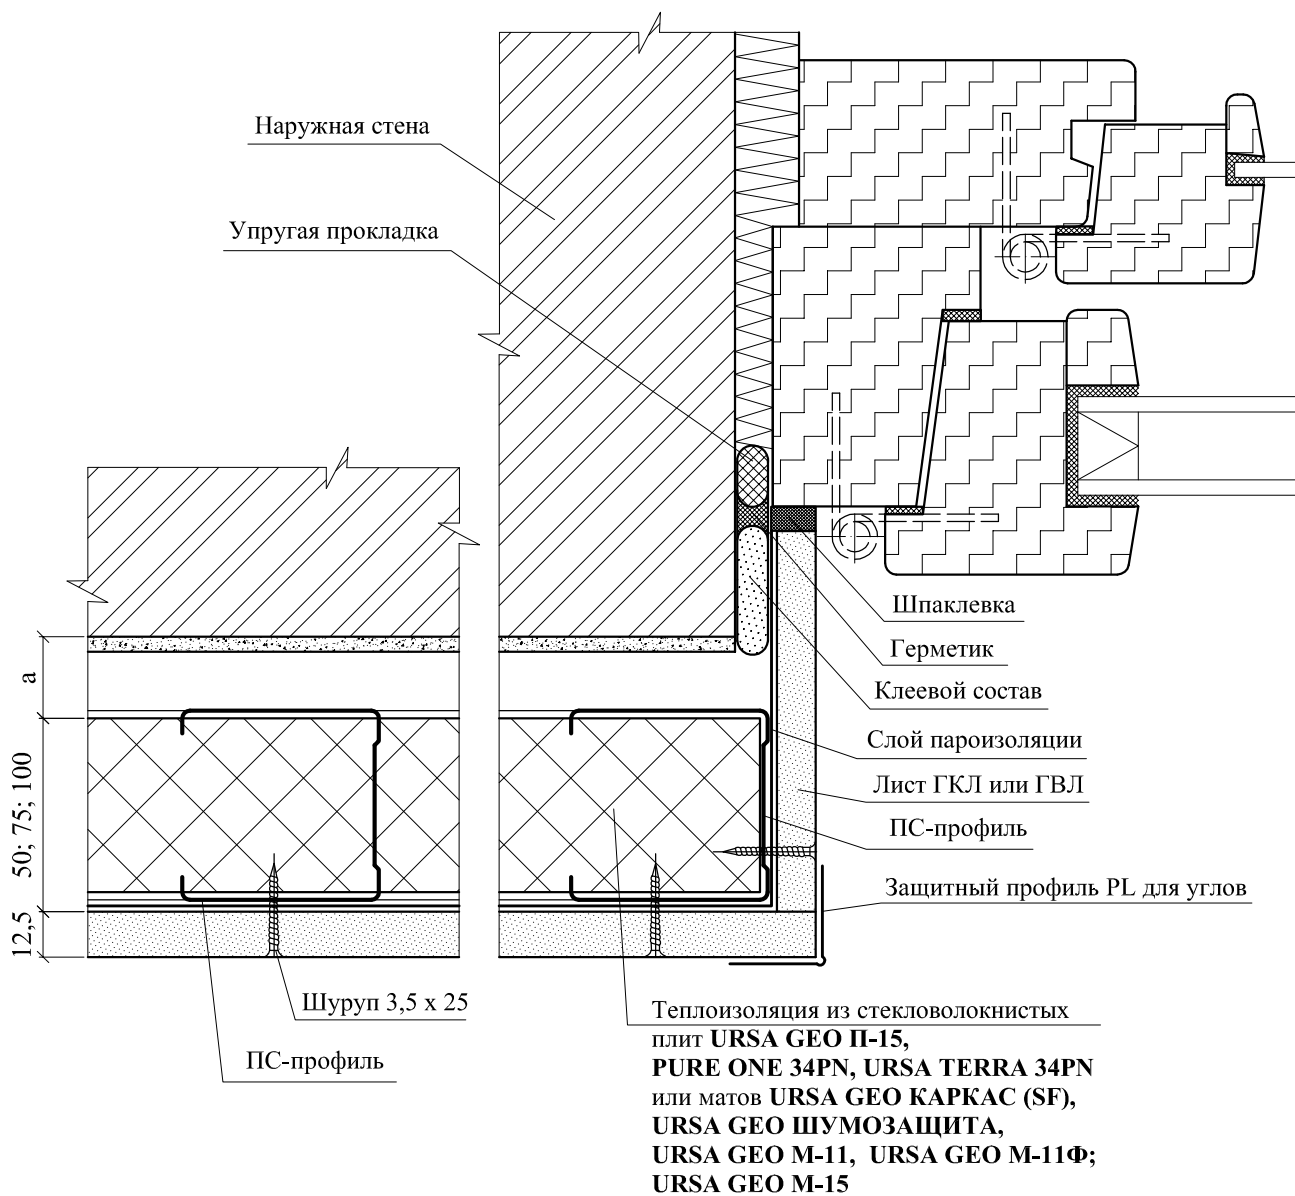 Наружная стена
Упругая прокладка
Шпаклевка
Герметик
Клеевой состав
Слой пароизоляции
Лист ГКЛ или ГВЛ
ПС-профиль
Защитный профиль PL для углов
а
50; 75; 100
12,5
Шуруп 3,5 х 25
ПС-профиль
Теплоизоляция из стекловолокнистых
плит URSA GEO П-15,
PURE ONE 34PN, URSA TERRA 34PN
или матов URSA GEO КАРКАС (SF),
URSA GEO ШУМОЗАЩИТА,
URSA GEO М-11, URSA GEO М-11Ф;
URSA GEO М-15